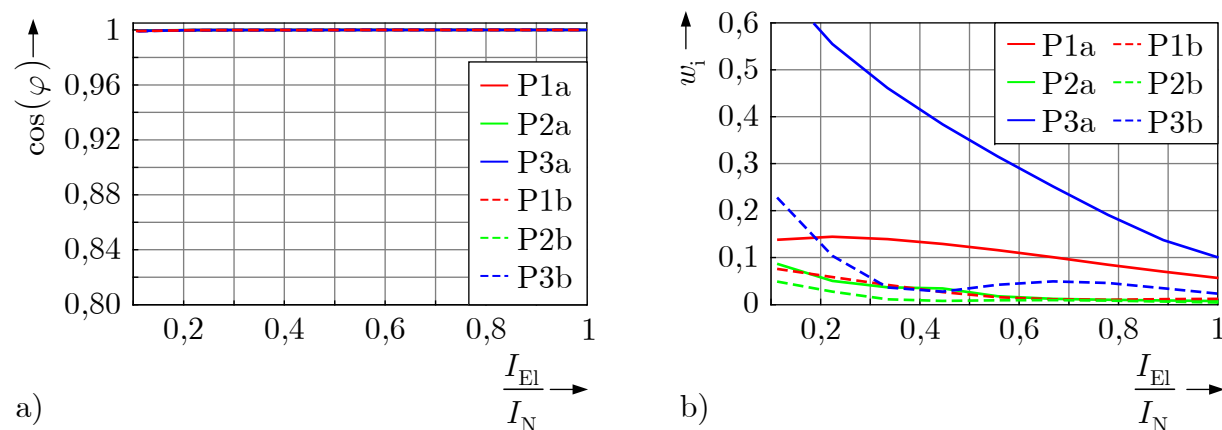 cos(φ)
1
0,96
0,92
0,88
0,84
0,80
P1a
P2a
P3a
P1b
P2b
P3b
0,2
0,4
0,6
0,8
1
I_El
I_N
a)
w_i
0,6
0,5
0,4
0,3
0,2
0,1
0
P1a P1b
P2a P2b
P3a P3b
0,2
0,4
0,6
0,8
1
I_El
I_N
b)